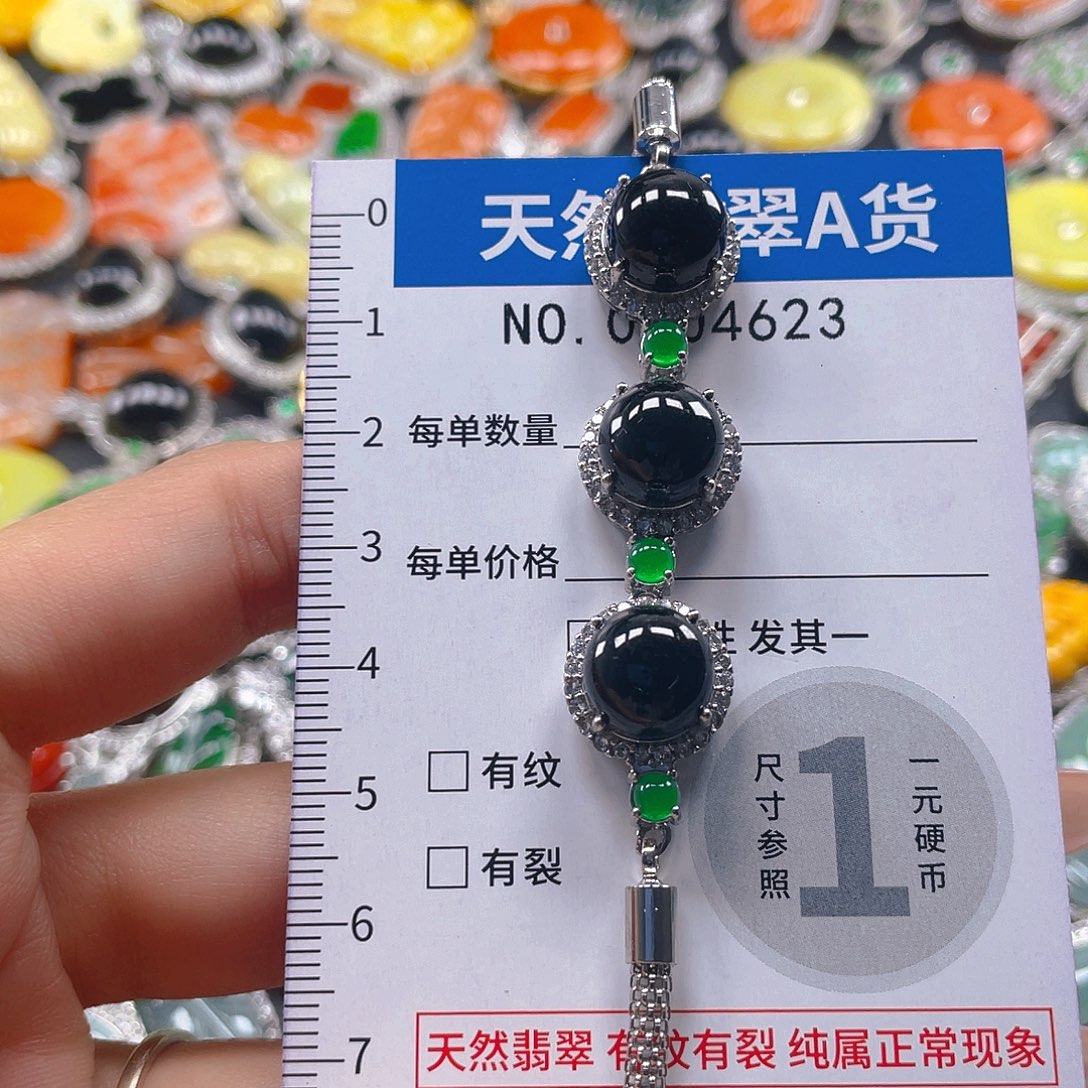 天然 翠A货
NO. 0 04623
0
1
2
3
4
5
6
7
每单数量
每单价格
发其一
有纹
有裂
尺寸参照
1
一元硬币
天然翡翠 有纹有裂 纯属正常现象